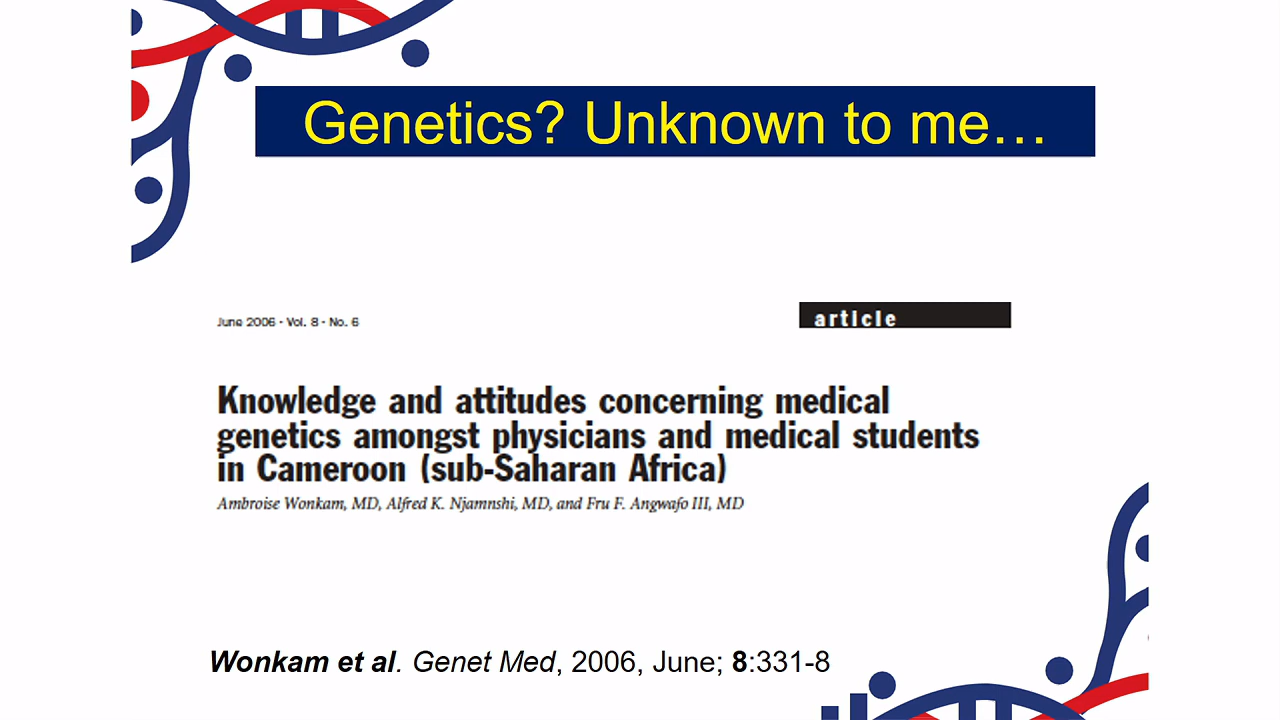 Genetics? Unknown to me…
June 2006 · Vol. 8 · No. 6
article
Knowledge and attitudes concerning medical
genetics amongst physicians and medical students
in Cameroon (sub-Saharan Africa)
Ambroise Wonkam, MD, Alfred K. Njamnshi, MD, and Fru F. Angwafo III, MD
Wonkam et al. Genet Med, 2006, June; 8:331-8